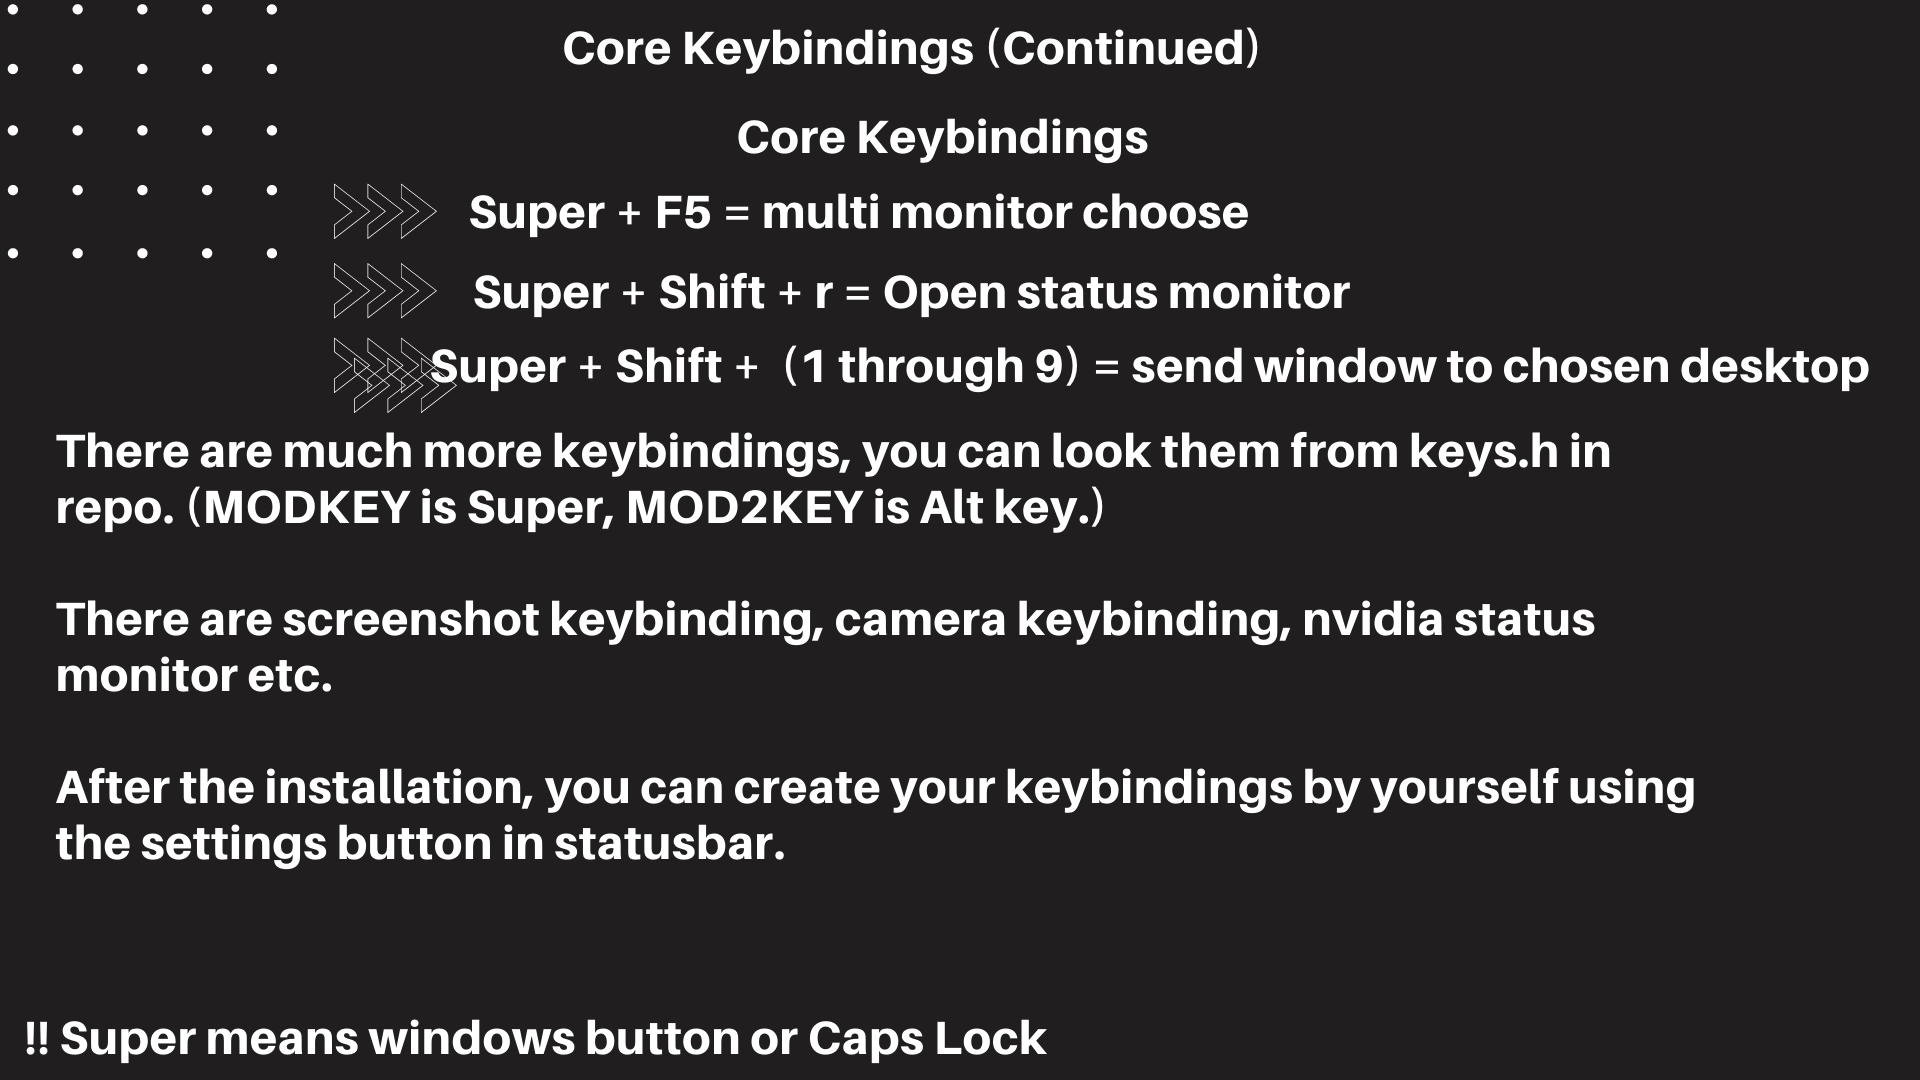 Core Keybindings (Continued)
Core Keybindings
Super + F5 = multi monitor choose
Super + Shift + r = Open status monitor
Super + Shift + (1 through 9) = send window to chosen desktop
There are much more keybindings, you can look them from keys.h in
repo. (MODKEY is Super, MOD2KEY is Alt key.)
There are screenshot keybinding, camera keybinding, nvidia status
monitor etc.
After the installation, you can create your keybindings by yourself using
the settings button in statusbar.
!! Super means windows button or Caps Lock